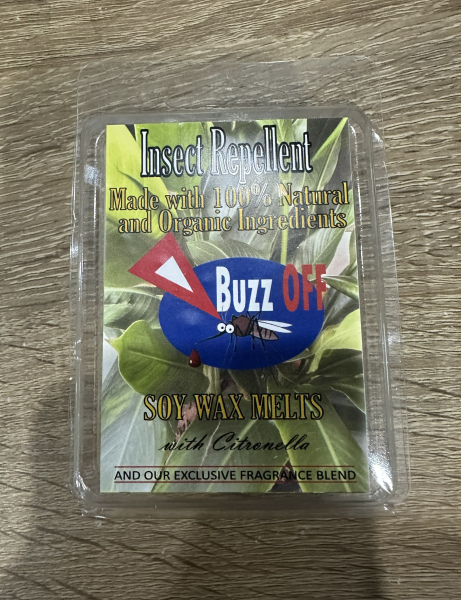 Insect Repellent
Made with 100% Natural
and Organic Ingredients
BUZZ OFF
SOY WAX MELTS
with Citronella
AND OUR EXCLUSIVE FRAGRANCE BLEND